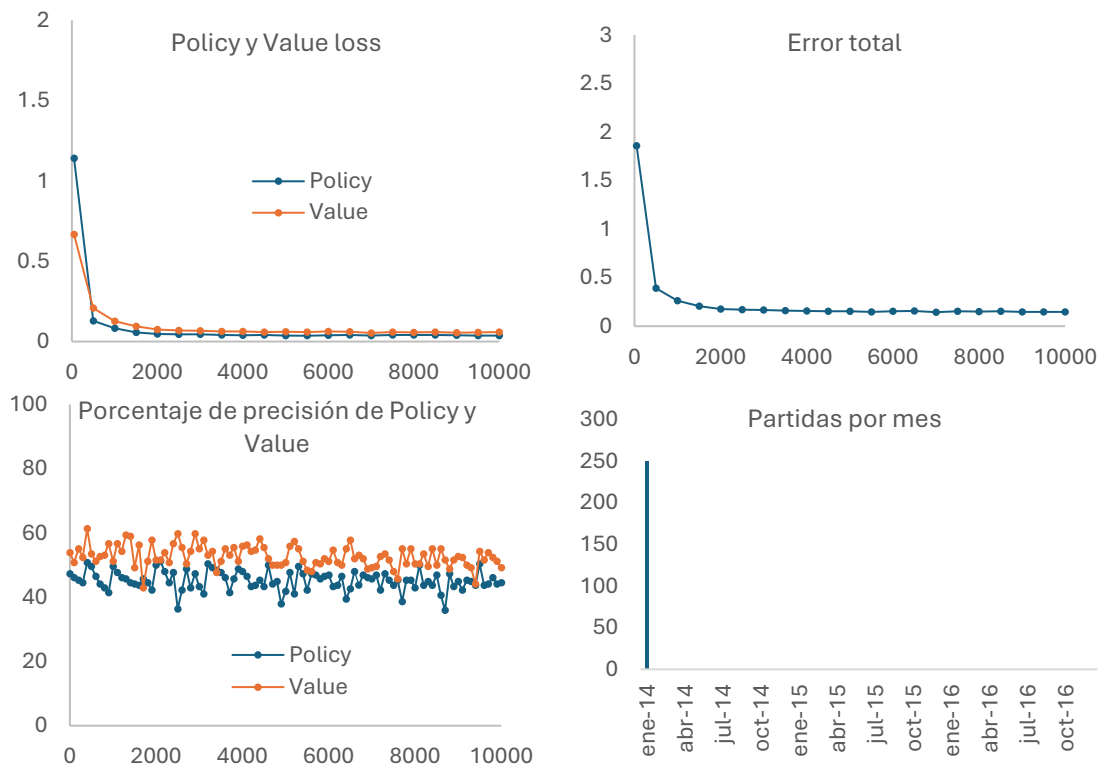 Policy y Value loss
2
1.5
1
0.5
0
Policy
Value
0 2000 4000 6000 8000 10000
Error total
3
2.5
2
1.5
1
0.5
0
0 2000 4000 6000 8000 10000
Porcentaje de precisión de Policy y
Value
100
80
60
40
20
0
Policy
Value
0 2000 4000 6000 8000 10000
Partidas por mes
300
250
200
150
100
50
0
ene-14
abr-14
jul-14
oct-14
ene-15
abr-15
jul-15
oct-15
ene-16
abr-16
jul-16
oct-16